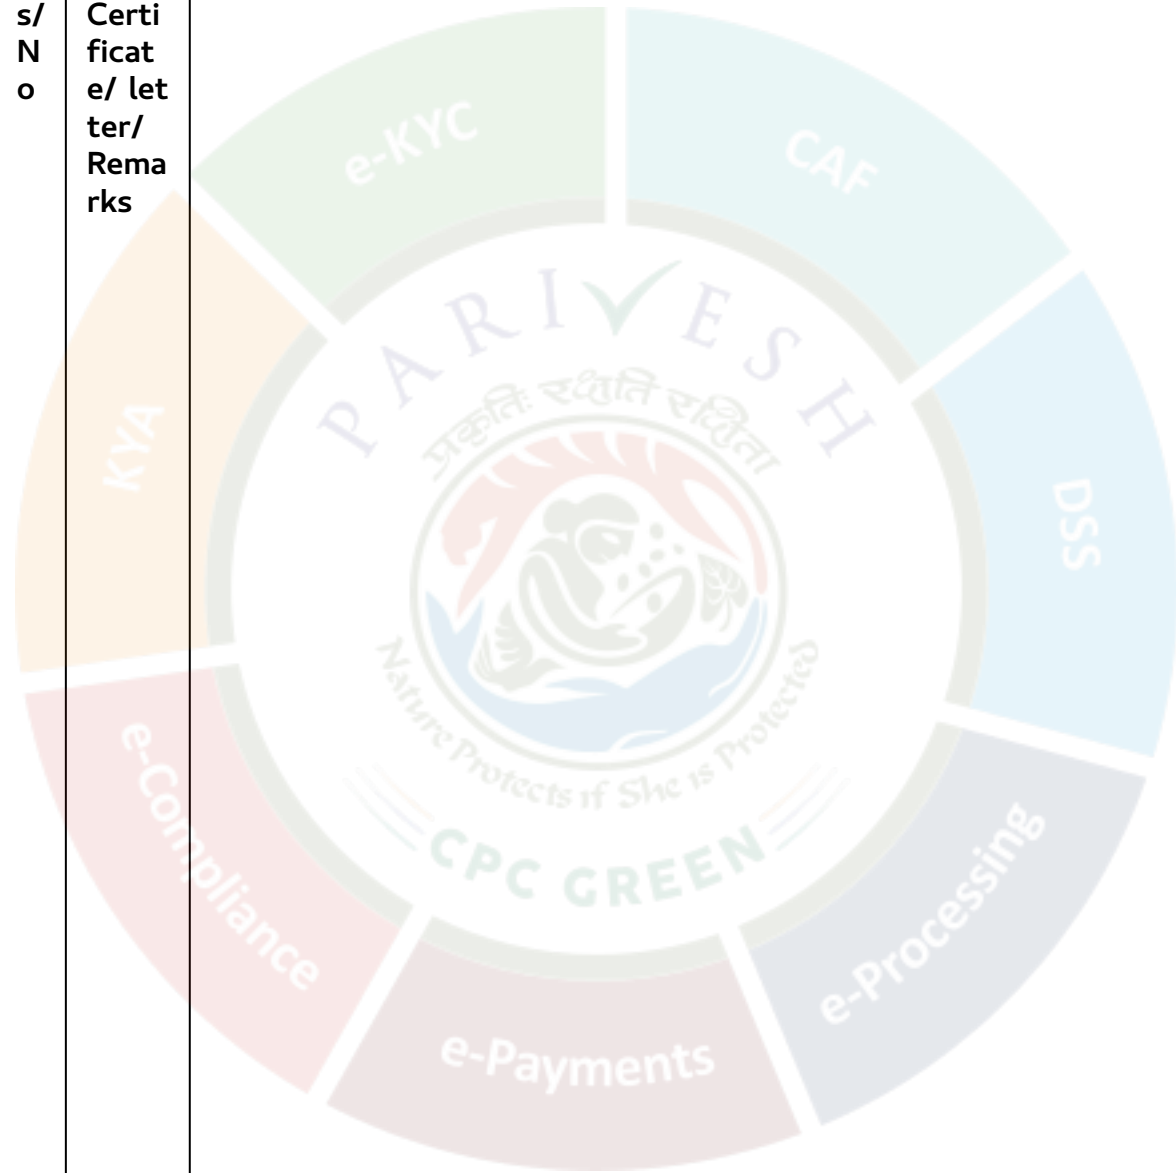 s/
N
o
Certi
ficat
e/ let
ter/
Rema
rks
e-KYC
CAF
KYA
DSS
PARIVESH
प्रकृतिः रक्षति रक्षिता
Nature Protects if She is Protected
CPC GREEN
e-Compliance
e-Processing
e-Payments